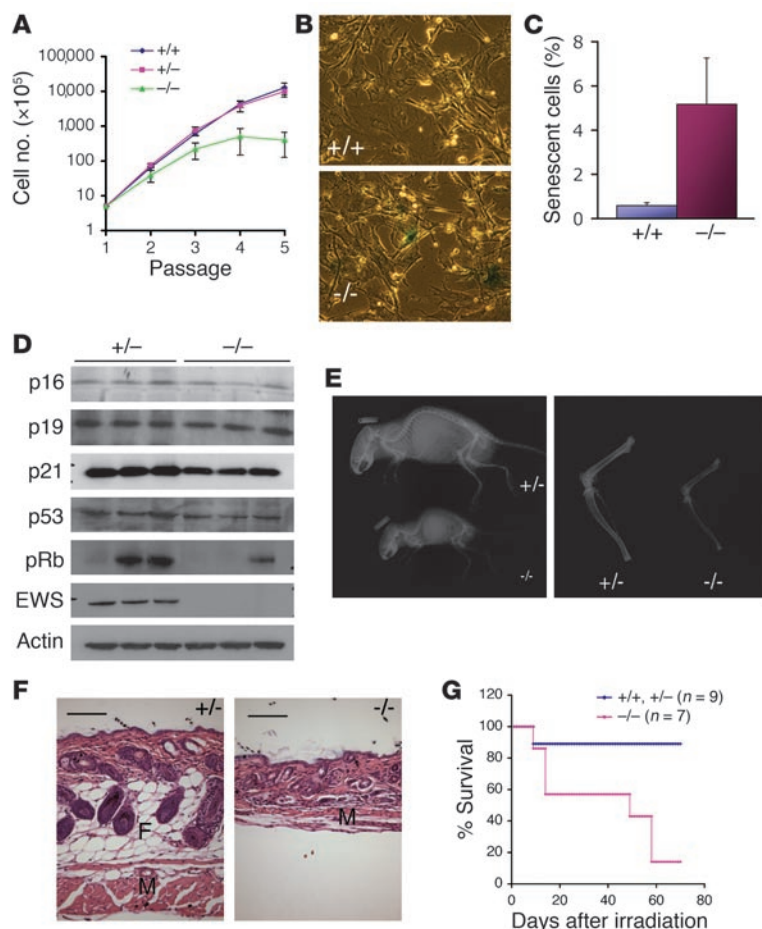 A
Cell no. (×10⁵)
100,000
10,000
1000
100
10
1
+/+
+/−
−/−
1 2 3 4 5
Passage
B
+/+
-/-
C
Senescent cells (%)
8
6
4
2
0
+/+ −/−
D
+/− −/−
p16
p19
p21
p53
pRb
EWS
Actin
E
+/-
-/-
+/- -/-
F
+/-
F
M
-/-
M
G
+/+, +/− (n = 9)
−/− (n = 7)
% Survival
120
100
80
60
40
20
0
0 20 40 60 80
Days after irradiation